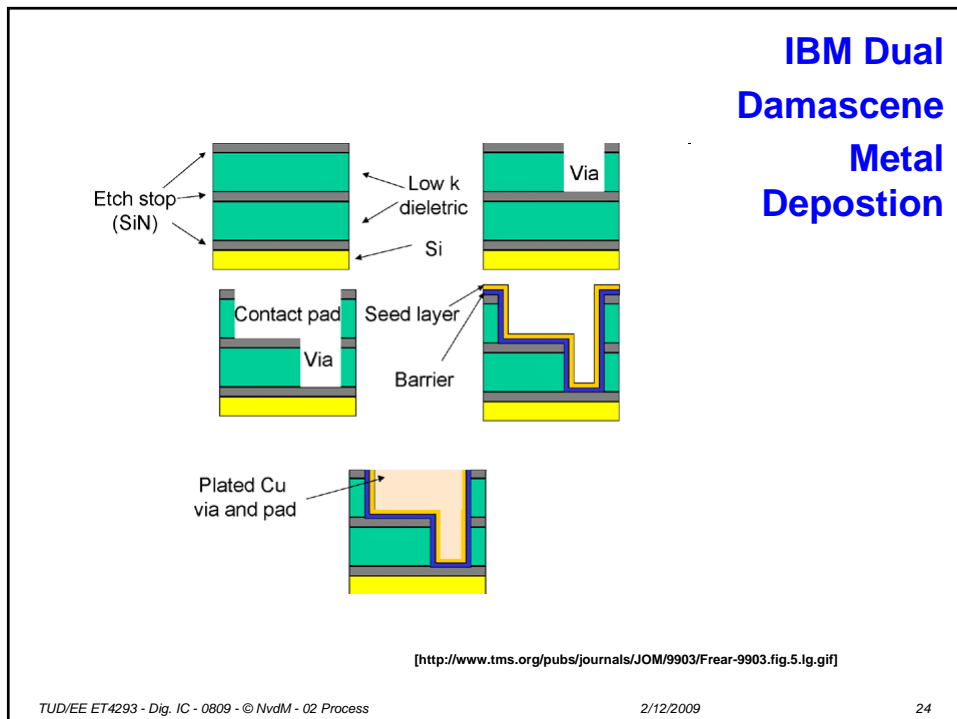 IBM Dual
Damascene
Metal
Depostion
Etch stop
(SiN)
Low k
dieletric
Si
Via
Contact pad
Via
Seed layer
Barrier
Plated Cu
via and pad
[http://www.tms.org/pubs/journals/JOM/9903/Frear-9903.fig.5.lg.gif]
TUD/EE ET4293 - Dig. IC - 0809 - © NvdM - 02 Process 2/12/2009 24